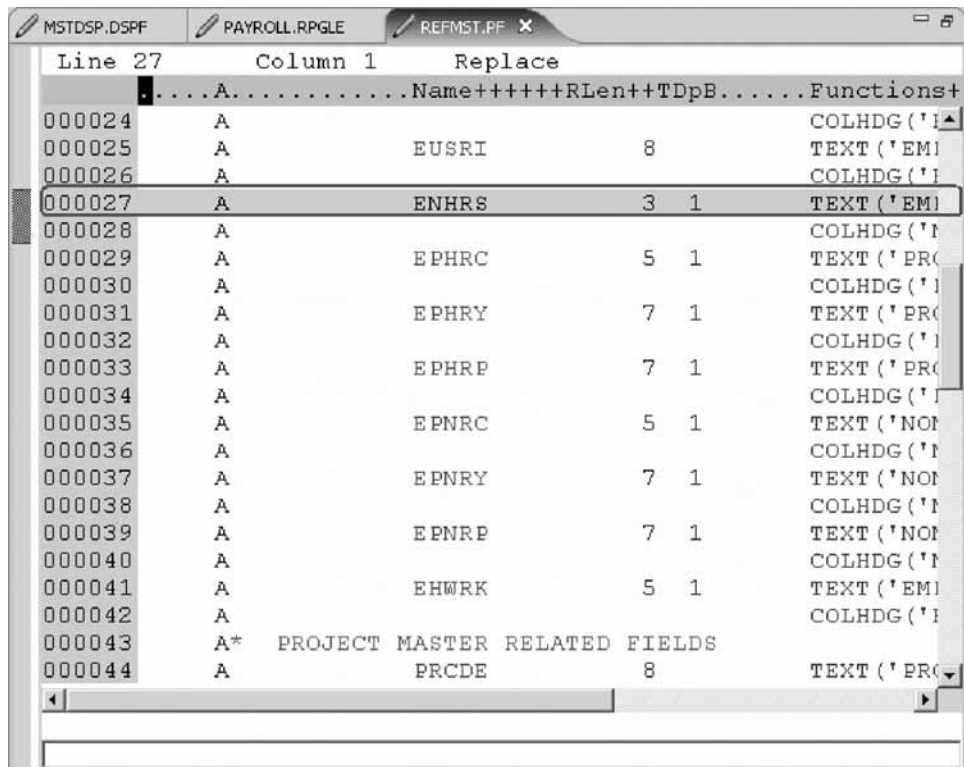 MSTDSP.DSPF PAYROLL.RPGLE REFMST.PF
Line 27 Column 1 Replace
.....A............Name++++++RLen++TDpB......Functions+
000024 A COLHDG('
000025 A EUSRI 8 TEXT('EM
000026 A COLHDG('
000027 A ENHRS 3 1 TEXT('EM
000028 A COLHDG('
000029 A EPHRC 5 1 TEXT('PR
000030 A COLHDG('
000031 A EPHRY 7 1 TEXT('PR
000032 A COLHDG('
000033 A EPHRP 7 1 TEXT('PR
000034 A COLHDG('
000035 A EPNRC 5 1 TEXT('NO
000036 A COLHDG('
000037 A EPNRY 7 1 TEXT('NO
000038 A COLHDG('
000039 A EPNRP 7 1 TEXT('NO
000040 A COLHDG('
000041 A EHWRK 5 1 TEXT('EM
000042 A COLHDG('
000043 A* PROJECT MASTER RELATED FIELDS
000044 A PRCDE 8 TEXT('PR